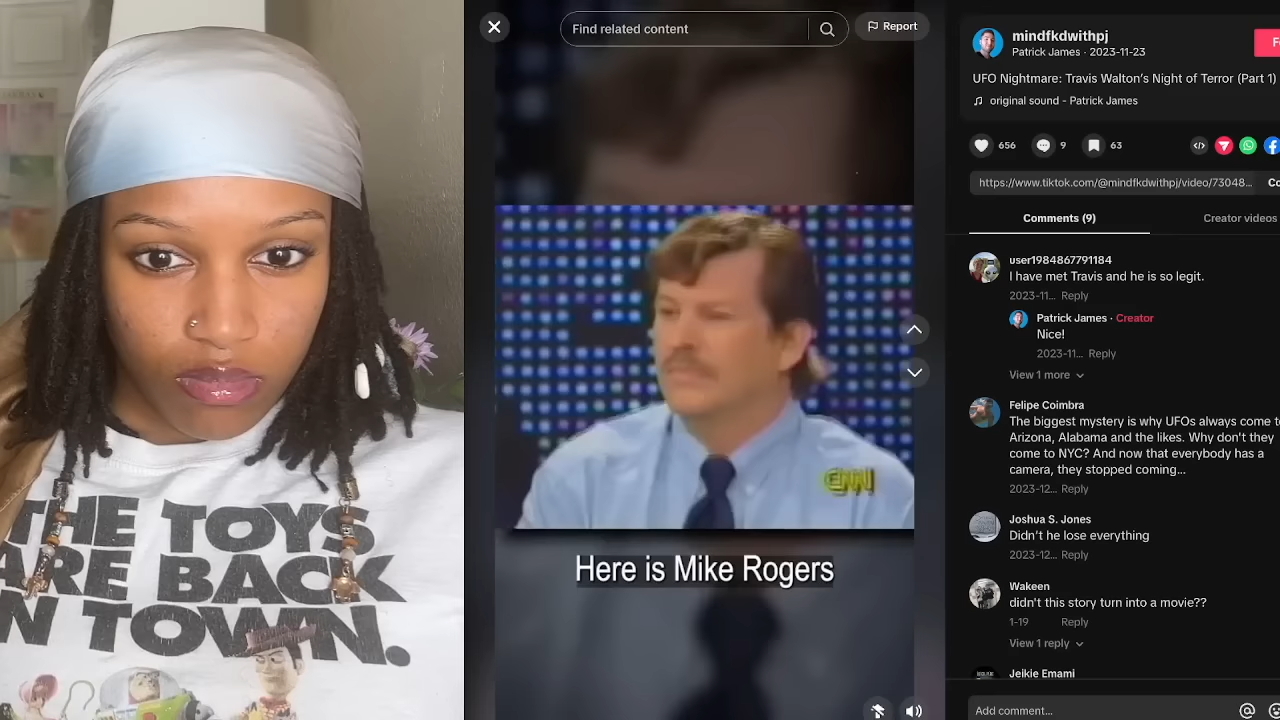 THE TOYS
ARE BACK
IN TOWN.
Find related content
Report
CNN
Here is Mike Rogers
mindfkdwithpj
Patrick James · 2023-11-23
UFO Nightmare: Travis Walton's Night of Terror (Part 1)
original sound - Patrick James
656
9
63
https://www.tiktok.com/@mindfkdwithpj/video/73048...
Co
Comments (9)
Creator videos
user1984867791184
I have met Travis and he is so legit.
2023-11... Reply
Patrick James · Creator
Nice!
2023-11... Reply
View 1 more
Felipe Coimbra
The biggest mystery is why UFOs always come to
Arizona, Alabama and the likes. Why don't they
come to NYC? And now that everybody has a
camera, they stopped coming...
2023-12... Reply
Joshua S. Jones
Didn't he lose everything
2023-12... Reply
Wakeen
didn't this story turn into a movie??
1-19 Reply
View 1 reply
Jelkie Emami
Add comment...